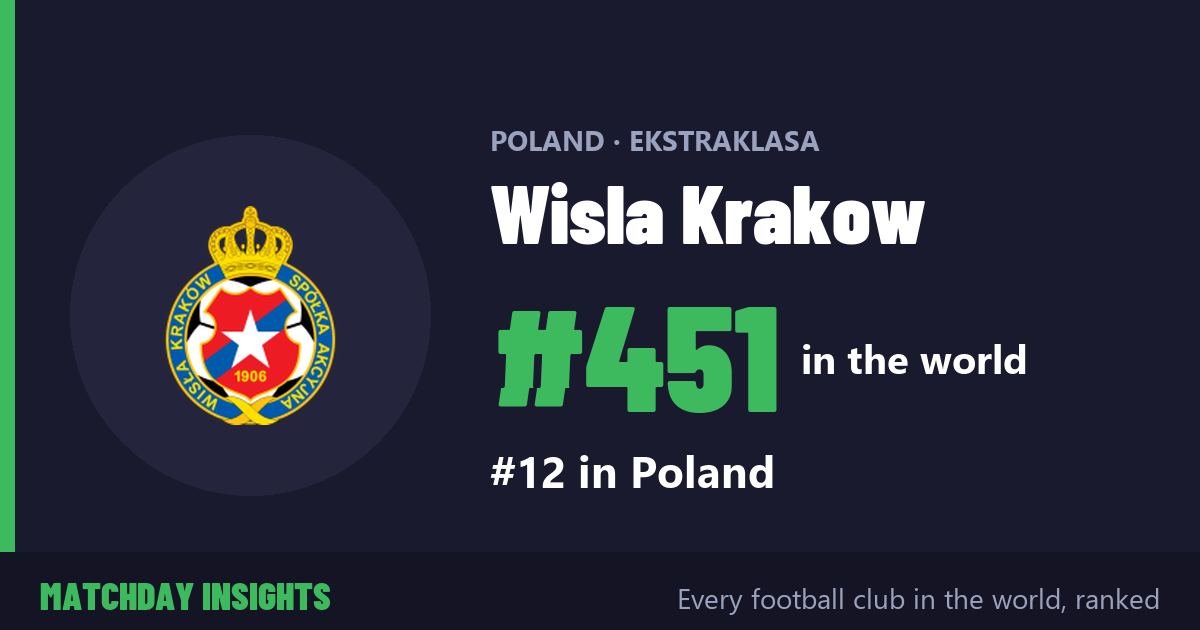 POLAND · EKSTRAKLASA
Wisla Krakow
WISŁA KRAKÓW SPÓŁKA AKCYJNA
1906
#451 in the world
#12 in Poland
MATCHDAY INSIGHTS
Every football club in the world, ranked